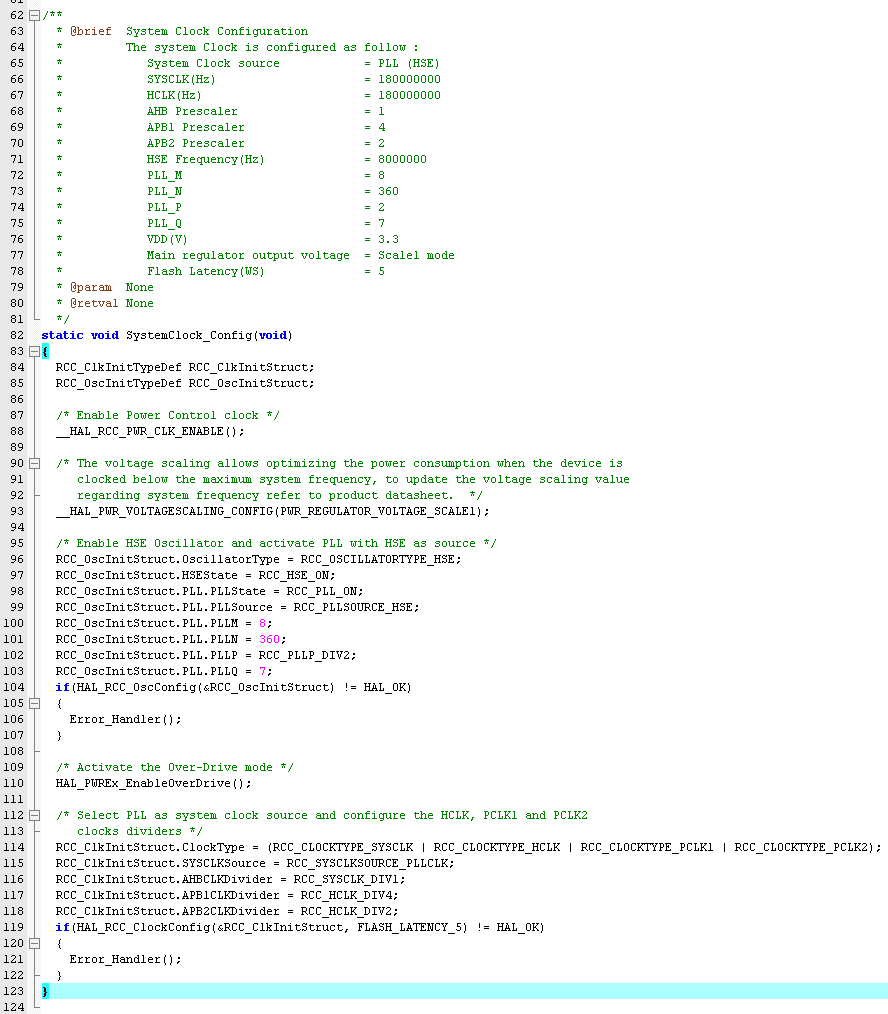 61
62 /**
63   * @brief  System Clock Configuration
64   *         The system Clock is configured as follow :
65   *            System Clock source            = PLL (HSE)
66   *            SYSCLK(Hz)                     = 180000000
67   *            HCLK(Hz)                       = 180000000
68   *            AHB Prescaler                  = 1
69   *            APB1 Prescaler                 = 4
70   *            APB2 Prescaler                 = 2
71   *            HSE Frequency(Hz)              = 8000000
72   *            PLL_M                          = 8
73   *            PLL_N                          = 360
74   *            PLL_P                          = 2
75   *            PLL_Q                          = 7
76   *            VDD(V)                         = 3.3
77   *            Main regulator output voltage  = Scale1 mode
78   *            Flash Latency(WS)              = 5
79   * @param  None
80   * @retval None
81   */
82 static void SystemClock_Config(void)
83 {
84   RCC_ClkInitTypeDef RCC_ClkInitStruct;
85   RCC_OscInitTypeDef RCC_OscInitStruct;
86
87   /* Enable Power Control clock */
88   __HAL_RCC_PWR_CLK_ENABLE();
89
90   /* The voltage scaling allows optimizing the power consumption when the device is
91      clocked below the maximum system frequency, to update the voltage scaling value
92      regarding system frequency refer to product datasheet.  */
93   __HAL_PWR_VOLTAGESCALING_CONFIG(PWR_REGULATOR_VOLTAGE_SCALE1);
94
95   /* Enable HSE Oscillator and activate PLL with HSE as source */
96   RCC_OscInitStruct.OscillatorType = RCC_OSCILLATORTYPE_HSE;
97   RCC_OscInitStruct.HSEState = RCC_HSE_ON;
98   RCC_OscInitStruct.PLL.PLLState = RCC_PLL_ON;
99   RCC_OscInitStruct.PLL.PLLSource = RCC_PLLSOURCE_HSE;
100   RCC_OscInitStruct.PLL.PLLM = 8;
101   RCC_OscInitStruct.PLL.PLLN = 360;
102   RCC_OscInitStruct.PLL.PLLP = RCC_PLLP_DIV2;
103   RCC_OscInitStruct.PLL.PLLQ = 7;
104   if(HAL_RCC_OscConfig(&RCC_OscInitStruct) != HAL_OK)
105   {
106     Error_Handler();
107   }
108
109   /* Activate the Over-Drive mode */
110   HAL_PWREx_EnableOverDrive();
111
112   /* Select PLL as system clock source and configure the HCLK, PCLK1 and PCLK2
113      clocks dividers */
114   RCC_ClkInitStruct.ClockType = (RCC_CLOCKTYPE_SYSCLK | RCC_CLOCKTYPE_HCLK | RCC_CLOCKTYPE_PCLK1 | RCC_CLOCKTYPE_PCLK2);
115   RCC_ClkInitStruct.SYSCLKSource = RCC_SYSCLKSOURCE_PLLCLK;
116   RCC_ClkInitStruct.AHBCLKDivider = RCC_SYSCLK_DIV1;
117   RCC_ClkInitStruct.APB1CLKDivider = RCC_HCLK_DIV4;
118   RCC_ClkInitStruct.APB2CLKDivider = RCC_HCLK_DIV2;
119   if(HAL_RCC_ClockConfig(&RCC_ClkInitStruct, FLASH_LATENCY_5) != HAL_OK)
120   {
121     Error_Handler();
122   }
123 }
124